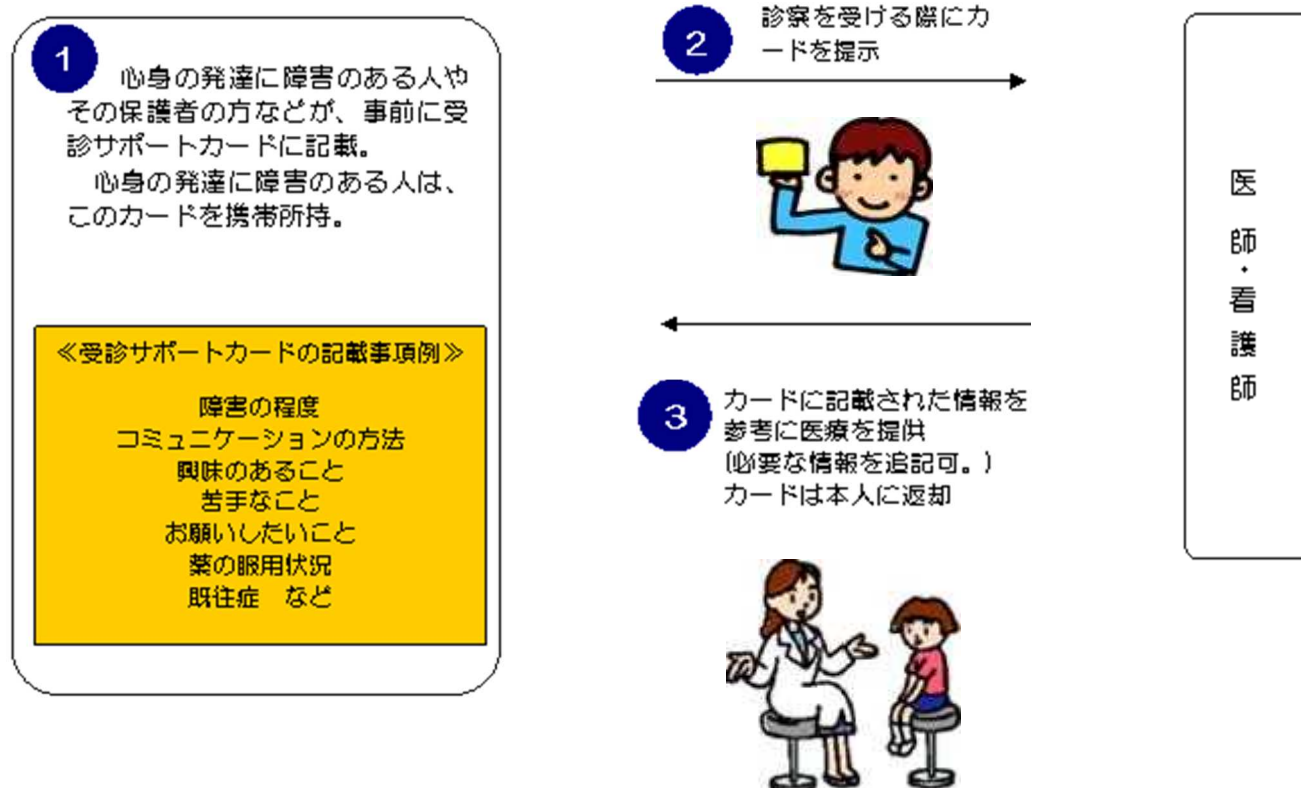 1
心身の発達に障害のある人や
その保護者の方などが、事前に受
診サポートカードに記載。
心身の発達に障害のある人は、
このカードを携帯所持。
≪受診サポートカードの記載事項例≫
障害の程度
コミュニケーションの方法
興味のあること
苦手なこと
お願いしたいこと
薬の服用状況
既往症　など
2
診察を受ける際にカ
ードを提示
3
カードに記載された情報を
参考に医療を提供
(必要な情報を追記可。)
カードは本人に返却
医師・看護師